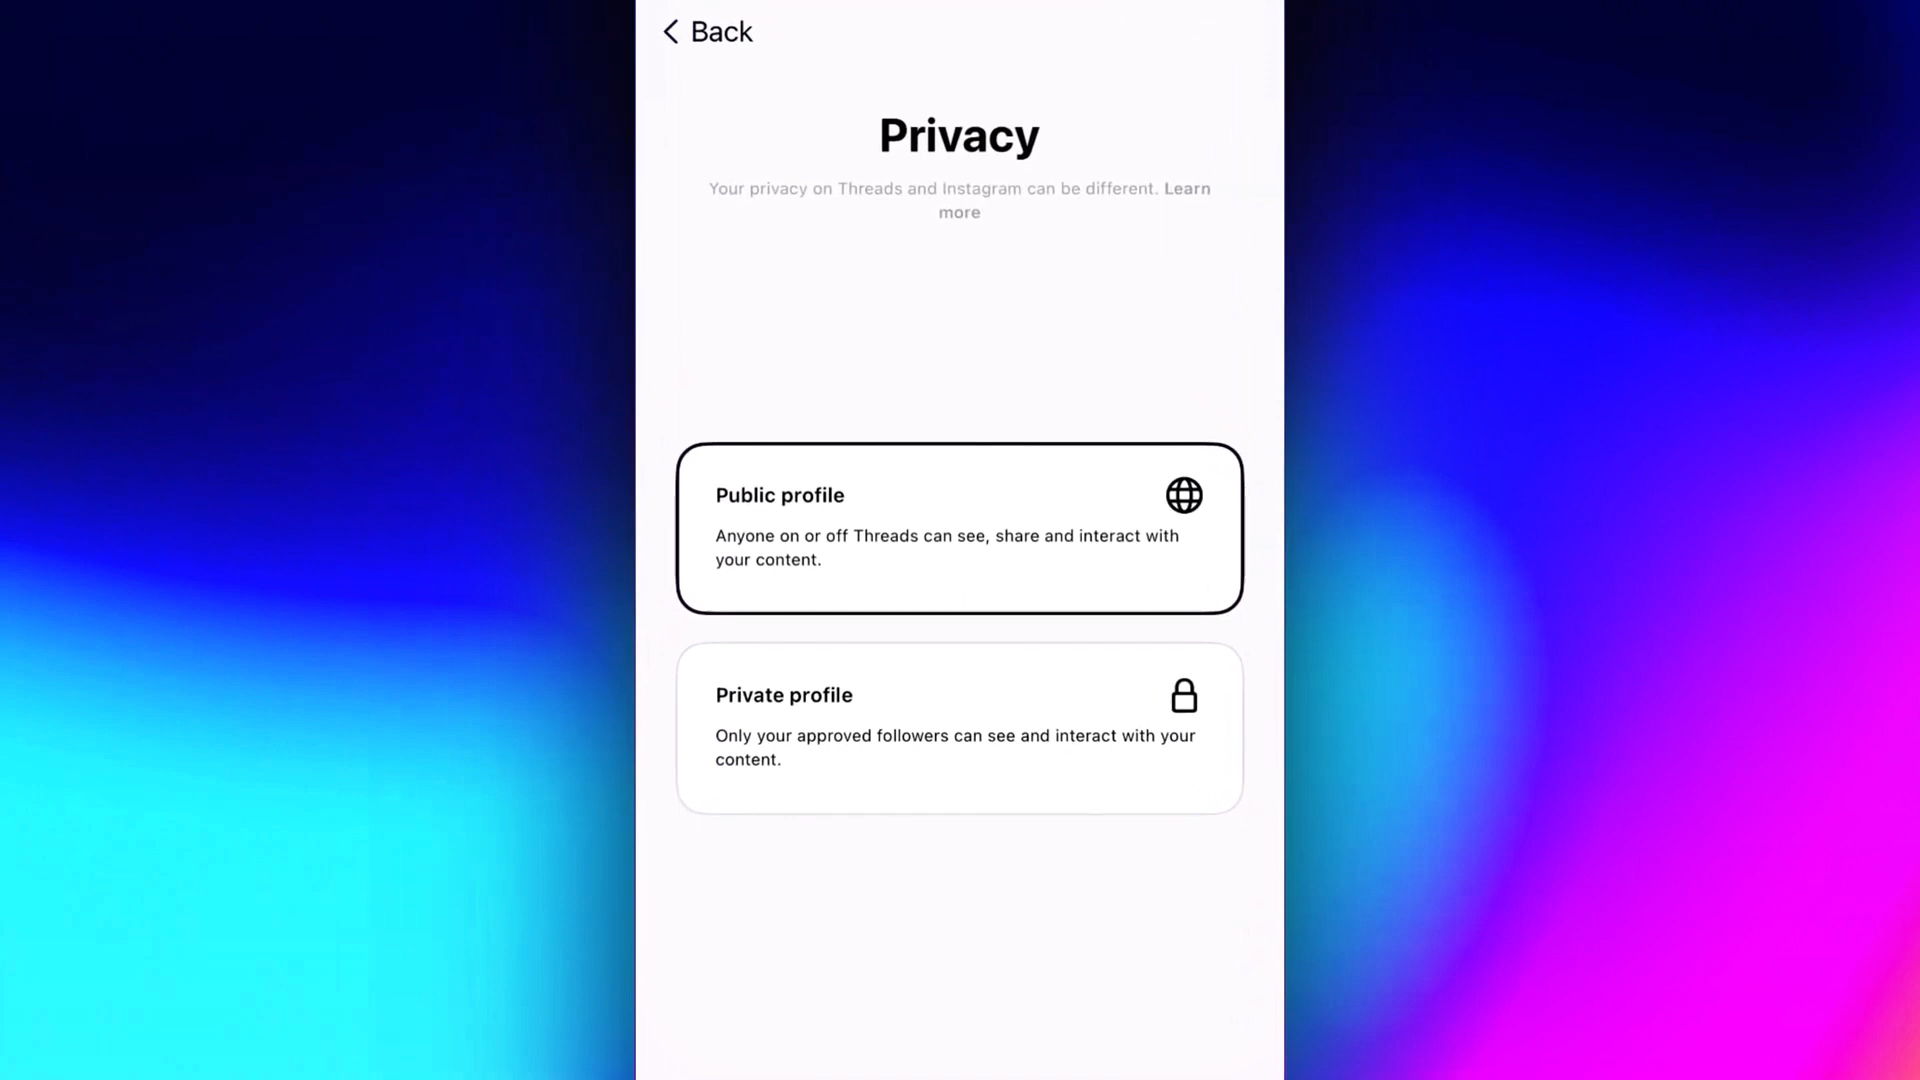 Back
Privacy
Your privacy on Threads and Instagram can be different. Learn
more
Public profile
Anyone on or off Threads can see, share and interact with
your content.
Private profile
Only your approved followers can see and interact with your
content.